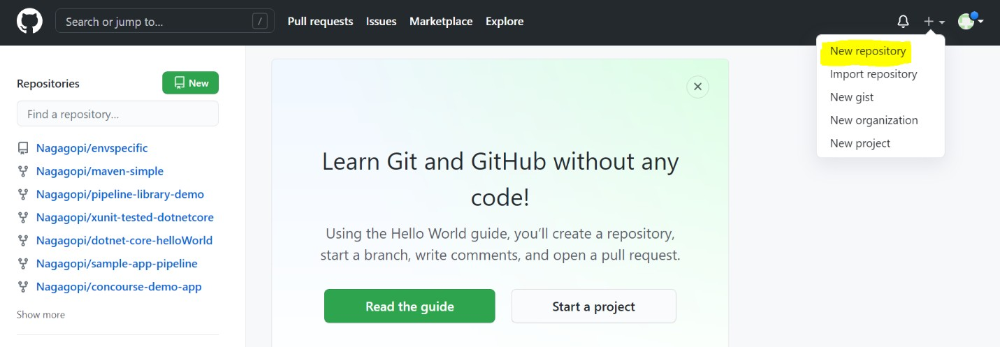 Search or jump to... /
Pull requests Issues Marketplace Explore
New repository
Import repository
New gist
New organization
New project
Repositories
New
Find a repository...
Nagagopi/envspecific
Nagagopi/maven-simple
Nagagopi/pipeline-library-demo
Nagagopi/xunit-tested-dotnetcore
Nagagopi/dotnet-core-helloWorld
Nagagopi/sample-app-pipeline
Nagagopi/concourse-demo-app
Show more
Learn Git and GitHub without any
code!
Using the Hello World guide, you’ll create a repository,
start a branch, write comments, and open a pull request.
Read the guide
Start a project